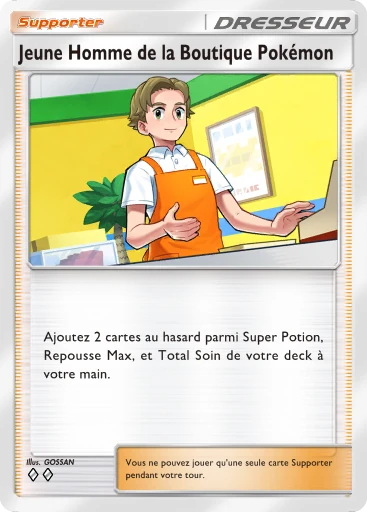 Supporter
DRESSEUR
Jeune Homme de la Boutique Pokémon
Ajoutez 2 cartes au hasard parmi Super Potion,
Repousse Max, et Total Soin de votre deck à
votre main.
Illus. GOSSAN
Vous ne pouvez jouer qu'une seule carte Supporter
pendant votre tour.